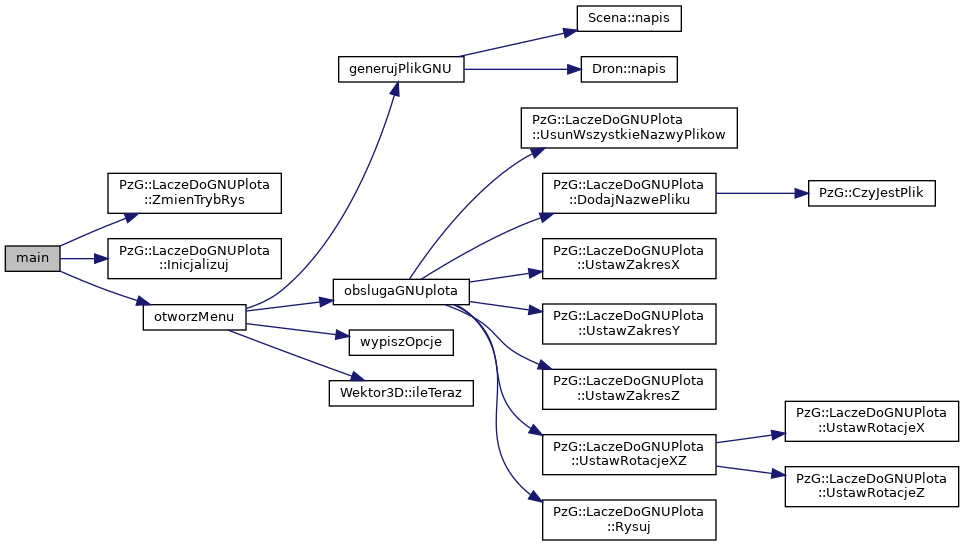 main
PzG::LaczeDoGNUPlota
::ZmienTrybRys
PzG::LaczeDoGNUPlota
::Inicjalizuj
otworzMenu
generujPlikGNU
Scena::napis
Dron::napis
obslugaGNUplota
PzG::LaczeDoGNUPlota
::UsunWszystkieNazwyPlikow
PzG::LaczeDoGNUPlota
::DodajNazwePliku
PzG::CzyJestPlik
PzG::LaczeDoGNUPlota
::UstawZakresX
PzG::LaczeDoGNUPlota
::UstawZakresY
PzG::LaczeDoGNUPlota
::UstawZakresZ
PzG::LaczeDoGNUPlota
::UstawRotacjeXZ
PzG::LaczeDoGNUPlota
::UstawRotacjeX
PzG::LaczeDoGNUPlota
::UstawRotacjeZ
PzG::LaczeDoGNUPlota
::Rysuj
wypiszOpcje
Wektor3D::ileTeraz